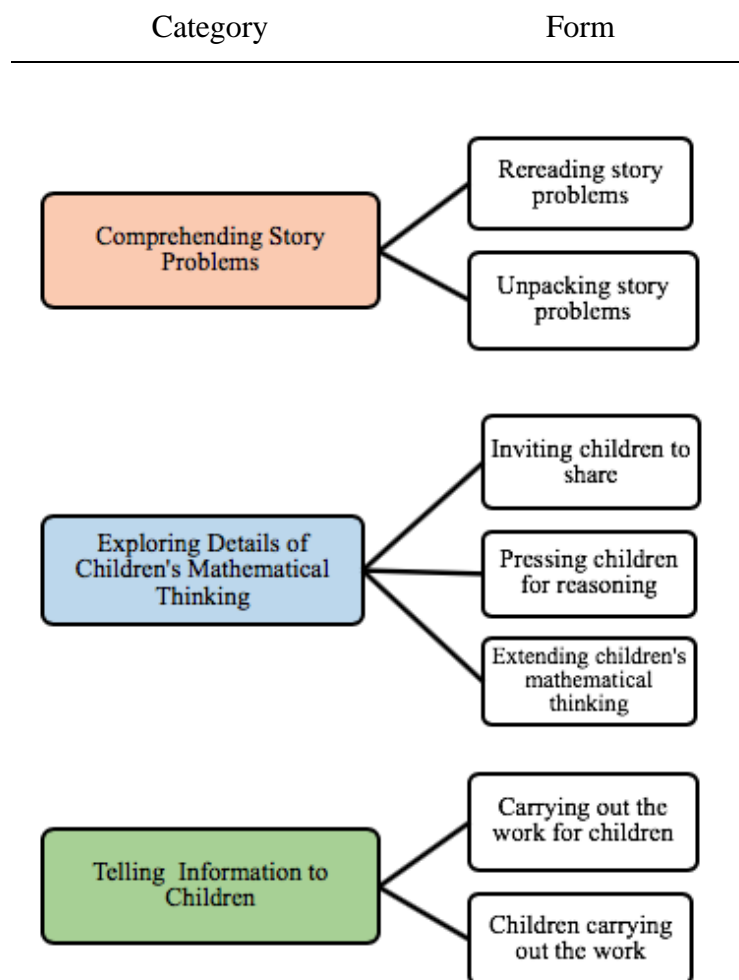 Category Form
Comprehending Story
Problems
Rereading story
problems
Unpacking story
problems
Exploring Details of
Children's Mathematical
Thinking
Inviting children to
share
Pressing children
for reasoning
Extending children's
mathematical
thinking
Telling Information to
Children
Carrying out the
work for children
Children carrying
out the work